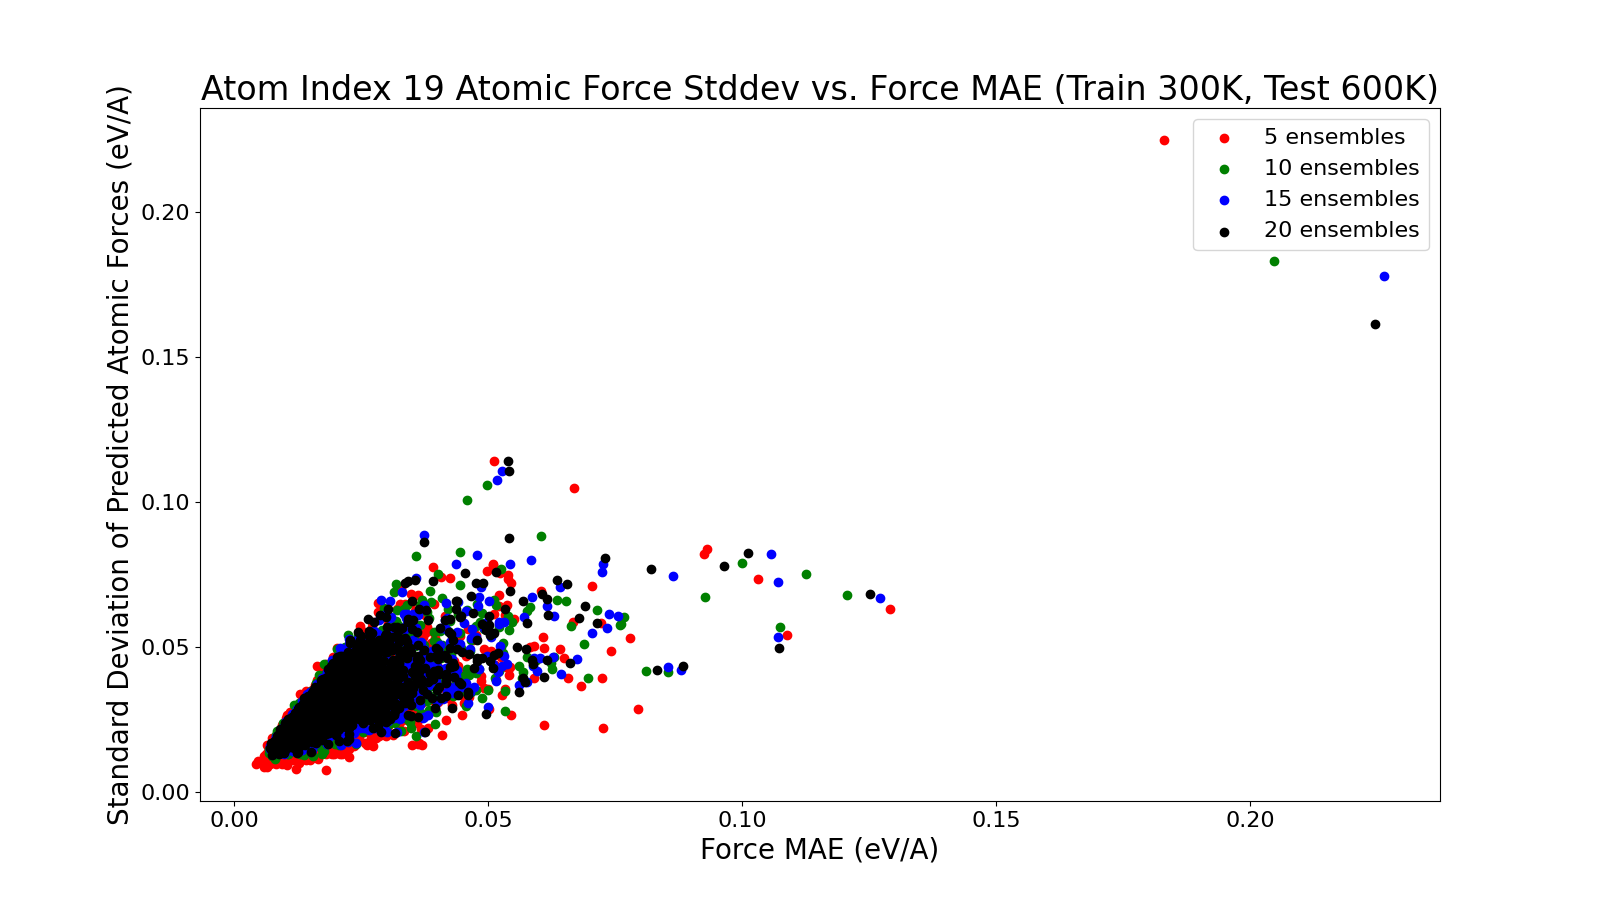 Atom Index 19 Atomic Force Stddev vs. Force MAE (Train 300K, Test 600K)
Standard Deviation of Predicted Atomic Forces (eV/A)
0.20
0.15
0.10
0.05
0.00
5 ensembles
10 ensembles
15 ensembles
20 ensembles
0.00 0.05 0.10 0.15 0.20
Force MAE (eV/A)